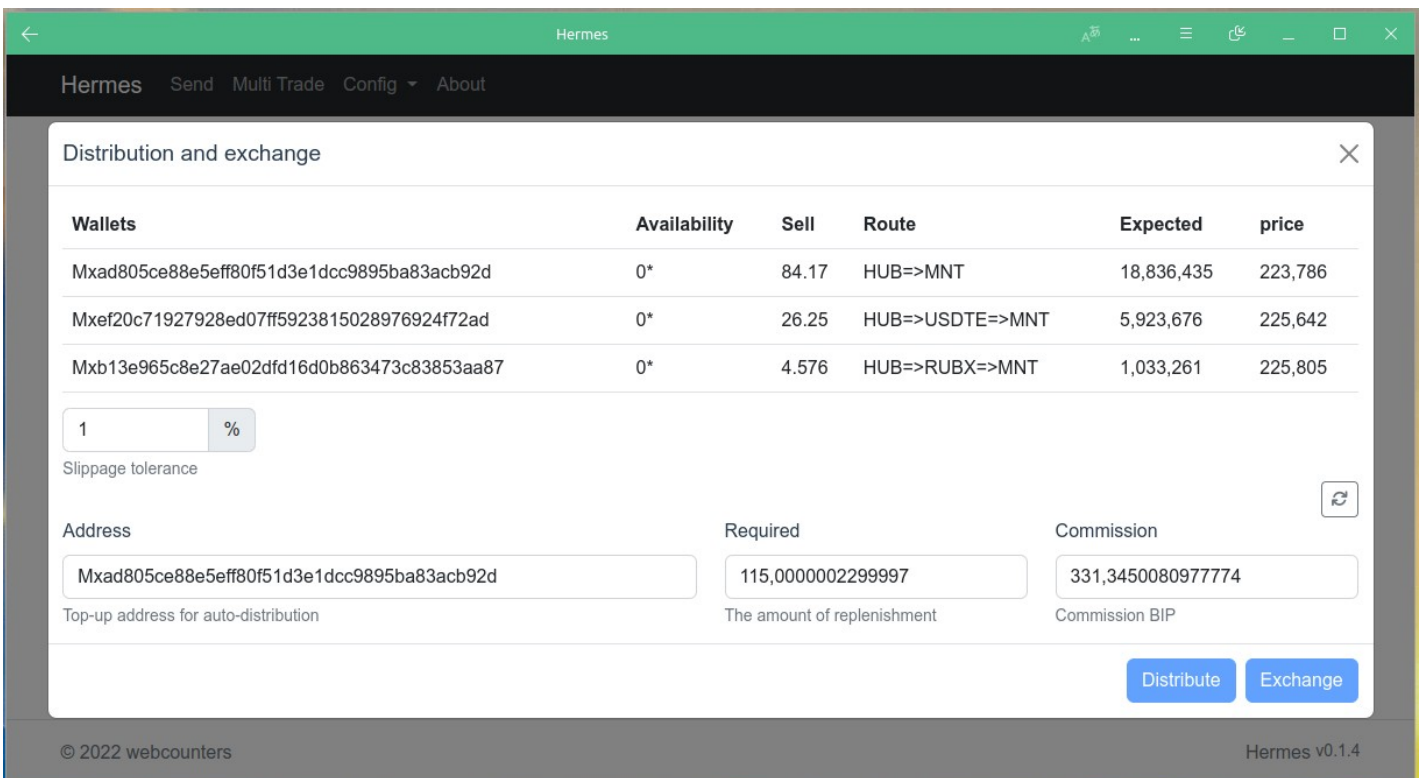 Hermes
Hermes Send Multi Trade Config About
Distribution and exchange
Wallets Availability Sell Route Expected price
Mxad805ce88e5eff80f51d3e1dcc9895ba83acb92d 0* 84.17 HUB=>MNT 18,836,435 223,786
Mxef20c71927928ed07ff5923815028976924f72ad 0* 26.25 HUB=>USDTE=>MNT 5,923,676 225,642
Mxb13e965c8e27ae02dfd16d0b863473c83853aa87 0* 4.576 HUB=>RUBX=>MNT 1,033,261 225,805
1 %
Slippage tolerance
Address Required Commission
Mxad805ce88e5eff80f51d3e1dcc9895ba83acb92d 115,0000002299997 331,3450080977774
Top-up address for auto-distribution The amount of replenishment Commission BIP
Distribute Exchange
© 2022 webcounters Hermes v0.1.4